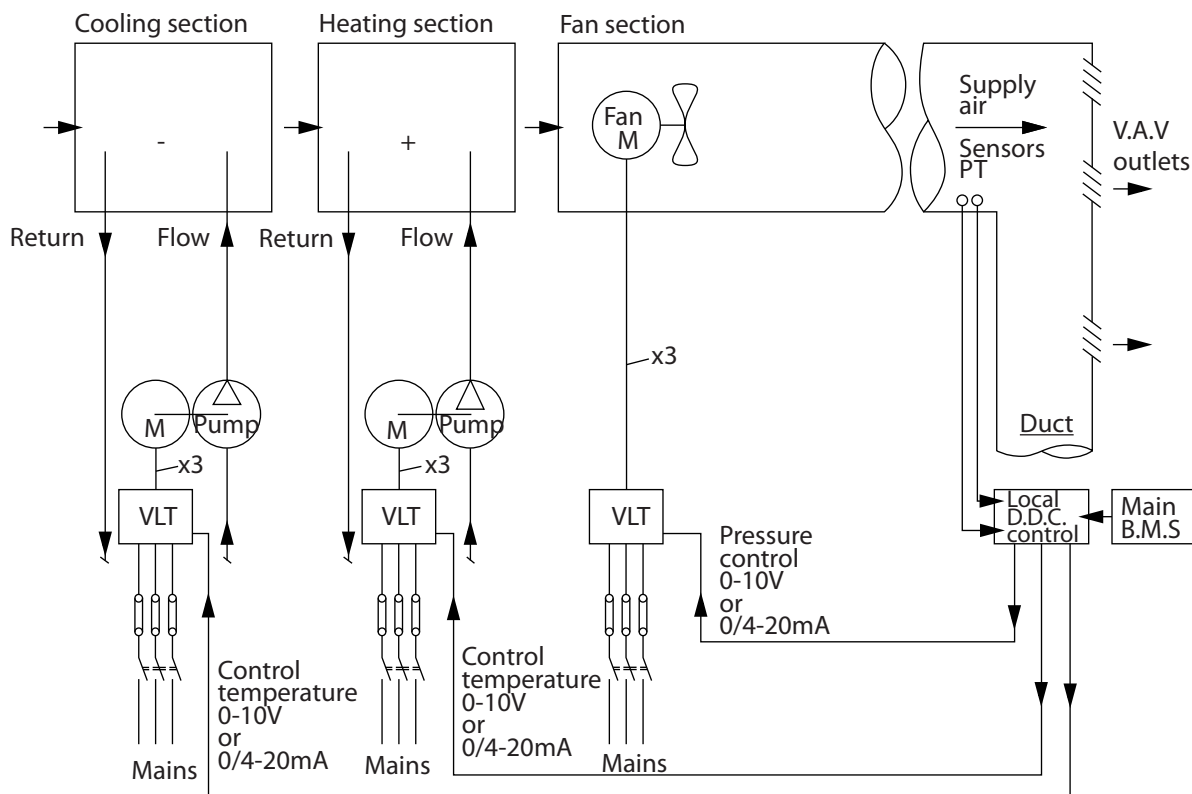 Cooling section
Heating section
Fan section
-
+
Fan
M
Supply
air
Sensors
PT
V.A.V
outlets
Return
Flow
Return
Flow
x3
M
Pump
x3
M
Pump
x3
Duct
VLT
VLT
VLT
Local
D.D.C.
control
Main
B.M.S
Pressure
control
0-10V
or
0/4-20mA
Control
temperature
0-10V
or
0/4-20mA
Control
temperature
0-10V
or
0/4-20mA
Mains
Mains
Mains